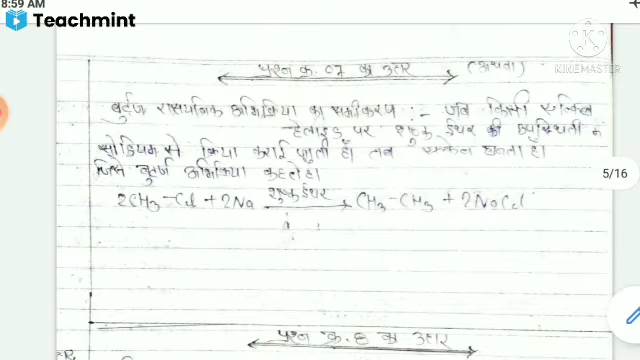 8:59 AM
Teachmint
KINEMASTER
प्रश्न क्र. 07 का उत्तर (अथवा)
वुर्टज रासायनिक अभिक्रिया का समीकरण :- जब किसी एल्किल
हेलाइड पर शुष्क ईथर की उपस्थिती में
सोडियम से क्रिया कराई जाती है। तब एल्केन बनता है।
जिसे वुर्टज अभिक्रिया कहते है।
2CH3-Cl + 2Na शुष्क ईथर → CH3-CH3 + 2NaCl
5/16
प्रश्न क्र. 8 का उत्तर